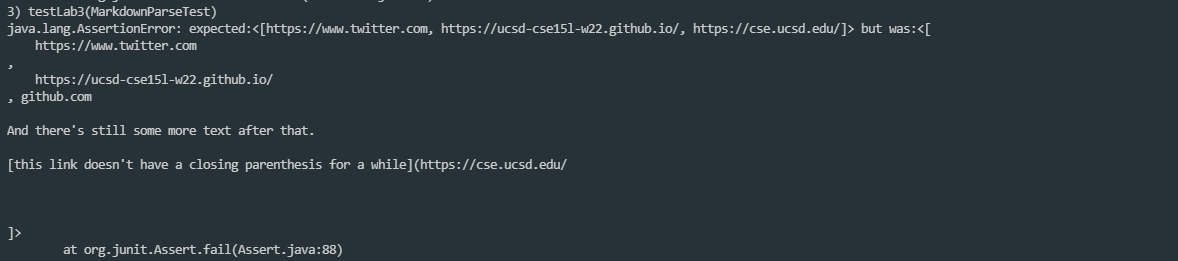 3) testLab3(MarkdownParseTest)
java.lang.AssertionError: expected:<[https://www.twitter.com, https://ucsd-cse15l-w22.github.io/, https://cse.ucsd.edu/]> but was:<[
https://www.twitter.com
,
https://ucsd-cse15l-w22.github.io/
, github.com
And there's still some more text after that.
[this link doesn't have a closing parenthesis for a while](https://cse.ucsd.edu/
]>
at org.junit.Assert.fail(Assert.java:88)